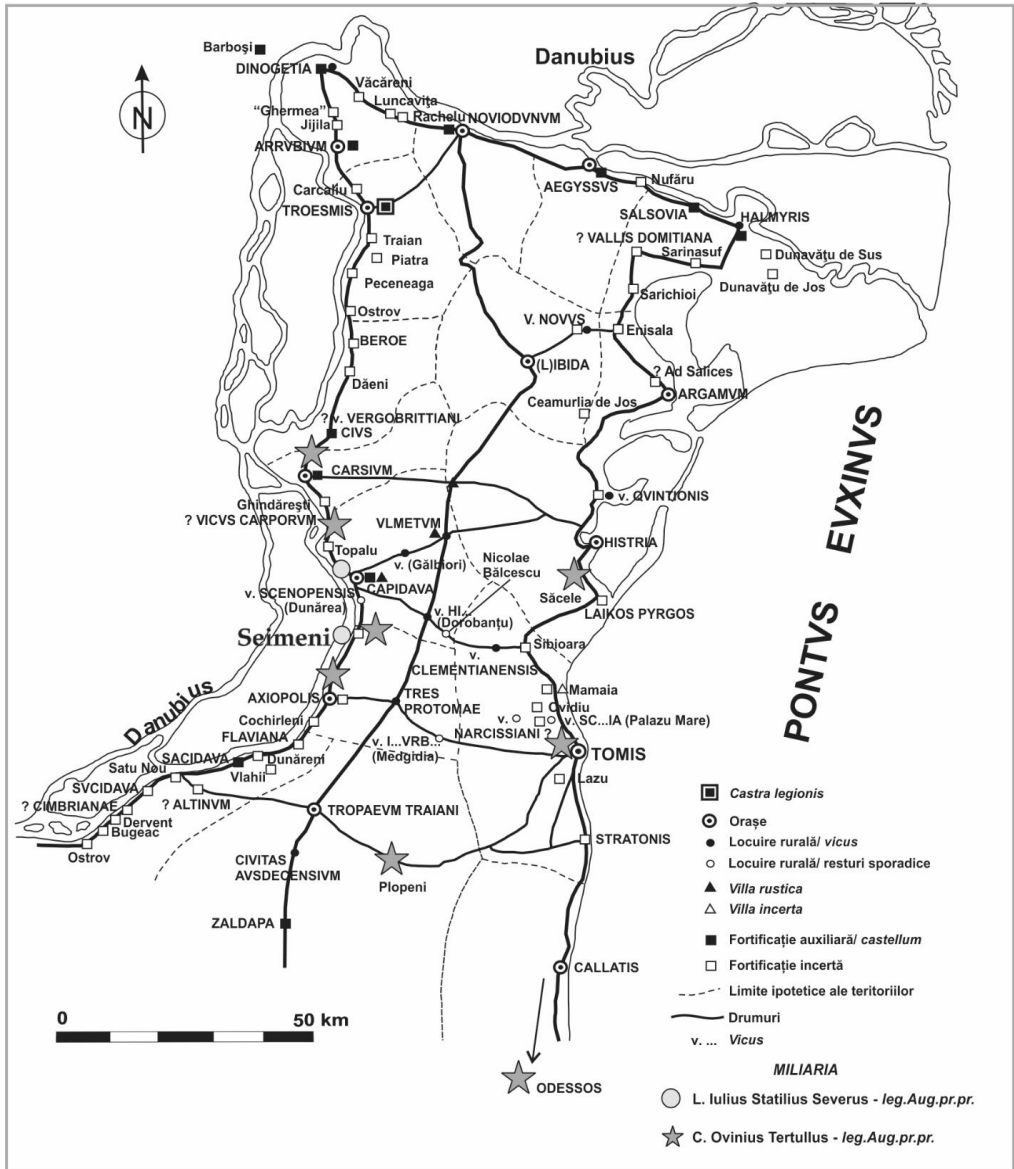 Danubius
Barboşi
DINOGETIA
Văcăreni
Luncaviţa
"Ghermea"
Rachelu
NOVIODVNVM
Jijila
ARRVBIVM
N
AEGYSSVS
Nufăru
Carcaliu
TROESMIS
SALSOVIA
HALMYRIS
? VALLIS DOMITIANA
Traian
Sarinasuf
Dunavăţu de Sus
Piatra
Dunavăţu de Jos
Peceneaga
Sarichioi
Ostrov
V. NOVVS
Enisala
BEROE
(L)IBIDA
? Ad Salices
Dăeni
ARGAMVM
Ceamurlia de Jos
? v. VERGOBRITTIANI
CIVS
PONTVS EVXINVS
CARSIVM
v. QVINTIONIS
Ghindăreşti
? VICVS CARPORVM
VLMETVM
HISTRIA
Topalu
v. (Gălbiori)
Nicolae
Bălcescu
CAPIDAVA
Săcele
v. SCENOPENSIS
(Dunărea)
LAIKOS PYRGOS
v. HI...
(Dorobanţu)
Seimeni
Sibioara
v.
CLEMENTIANENSIS
Danubius
AXIOPOLIS
TRES
PROTOMAE
Mamaia
Ovidiu
Cochirleni
v.
v. SC...IA (Palazu Mare)
FLAVIANA
NARCISSIANI ?
v. I...VRB...
(Medgidia)
TOMIS
SACIDAVA
Dunăreni
Satu Nou
Vlahii
Lazu
SVCIDAVA
? CIMBRIANAE
? ALTINVM
TROPAEVM TRAIANI
Dervent
Bugeac
STRATONIS
Ostrov
CIVITAS
AVSDECENSIVM
Plopeni
ZALDAPA
CALLATIS
ODESSOS
0 50 km
Castra legionis
Oraşe
Locuire rurală/ vicus
Locuire rurală/ resturi sporadice
Villa rustica
Villa incerta
Fortificaţie auxiliară/ castellum
Fortificaţie incertă
Limite ipotetice ale teritoriilor
Drumuri
v. ... Vicus
MILIARIA
L. Iulius Statilius Severus - leg.Aug.pr.pr.
C. Ovinius Tertullus - leg.Aug.pr.pr.